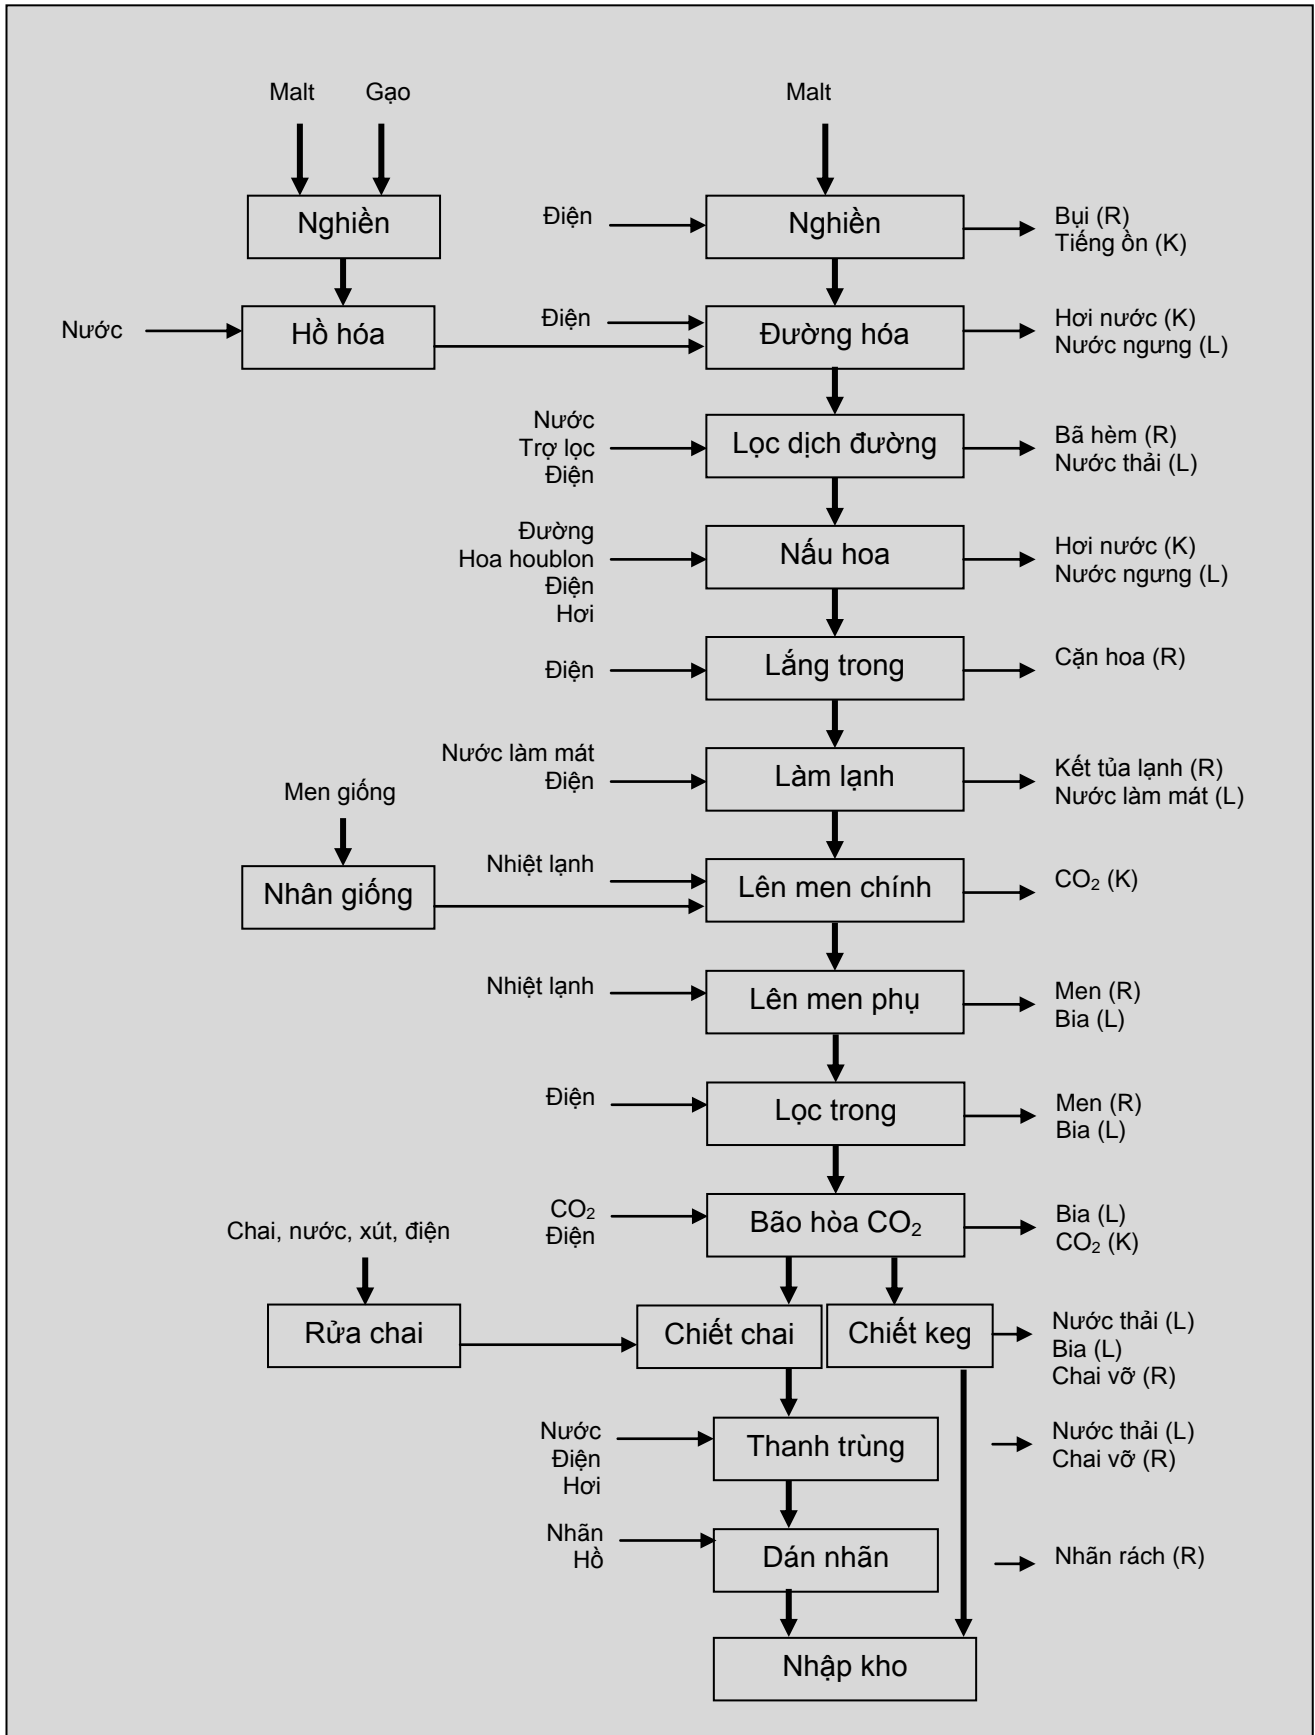 Malt
Gạo
Malt
Nghiền
Điện
Nghiền
Bụi (R)
Tiếng ồn (K)
Nước
Hồ hóa
Điện
Đường hóa
Hơi nước (K)
Nước ngưng (L)
Nước
Trợ lọc
Điện
Lọc dịch đường
Bã hèm (R)
Nước thải (L)
Đường
Hoa houblon
Điện
Hơi
Nấu hoa
Hơi nước (K)
Nước ngưng (L)
Điện
Lắng trong
Cặn hoa (R)
Nước làm mát
Điện
Làm lạnh
Kết tủa lạnh (R)
Nước làm mát (L)
Men giống
Nhân giống
Nhiệt lạnh
Lên men chính
CO₂ (K)
Nhiệt lạnh
Lên men phụ
Men (R)
Bia (L)
Điện
Lọc trong
Men (R)
Bia (L)
CO₂
Điện
Bão hòa CO₂
Bia (L)
CO₂ (K)
Chai, nước, xút, điện
Rửa chai
Chiết chai
Chiết keg
Nước thải (L)
Bia (L)
Chai vỡ (R)
Nước
Điện
Hơi
Thanh trùng
Nước thải (L)
Chai vỡ (R)
Nhãn
Hồ
Dán nhãn
Nhãn rách (R)
Nhập kho